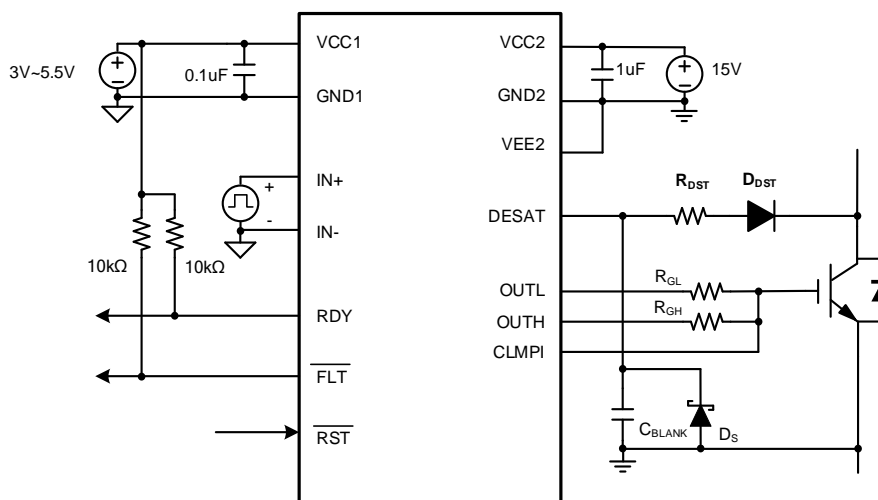 VCC1
VCC2
3V~5.5V
0.1uF
1uF
+
−
+
−
15V
GND1
GND2
VEE2
IN+
+
-
IN-
RDST
DDST
DESAT
10kΩ
10kΩ
OUTL
RGL
RDY
OUTH
RGH
CLMPI
FLT
RST
CBLANK
DS